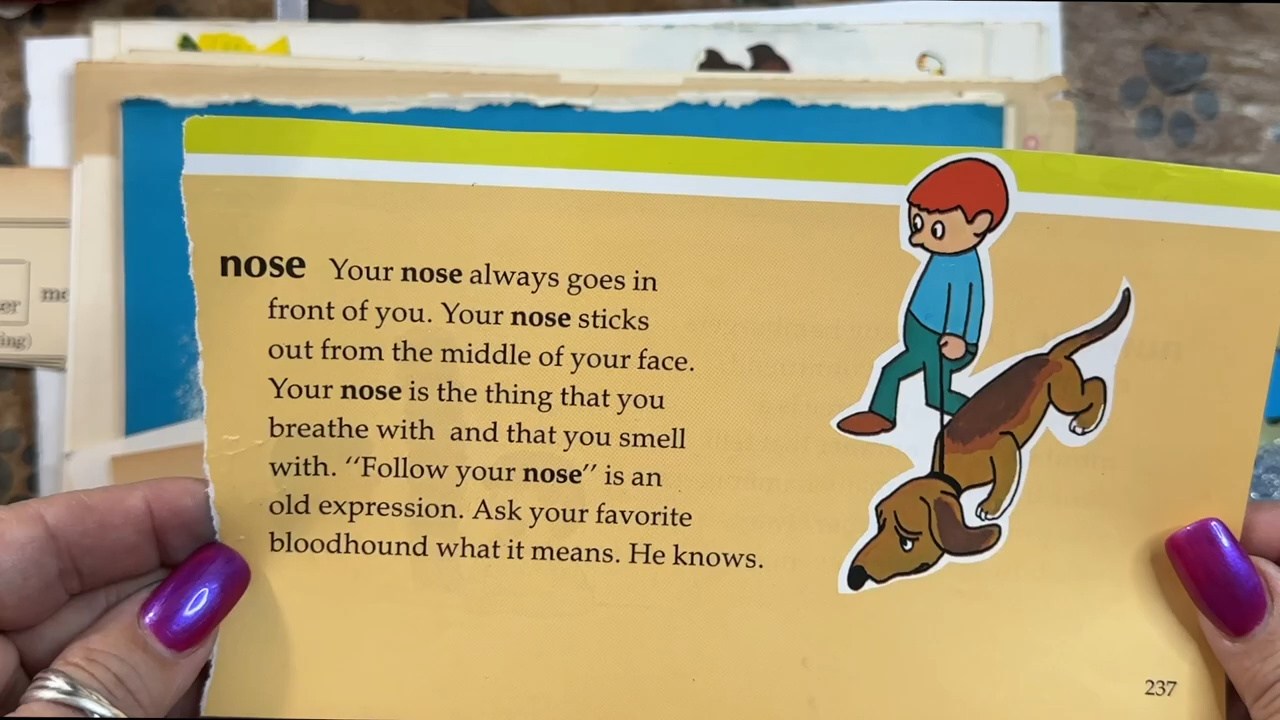 nose Your nose always goes in
front of you. Your nose sticks
out from the middle of your face.
Your nose is the thing that you
breathe with and that you smell
with. "Follow your nose" is an
old expression. Ask your favorite
bloodhound what it means. He knows.
237